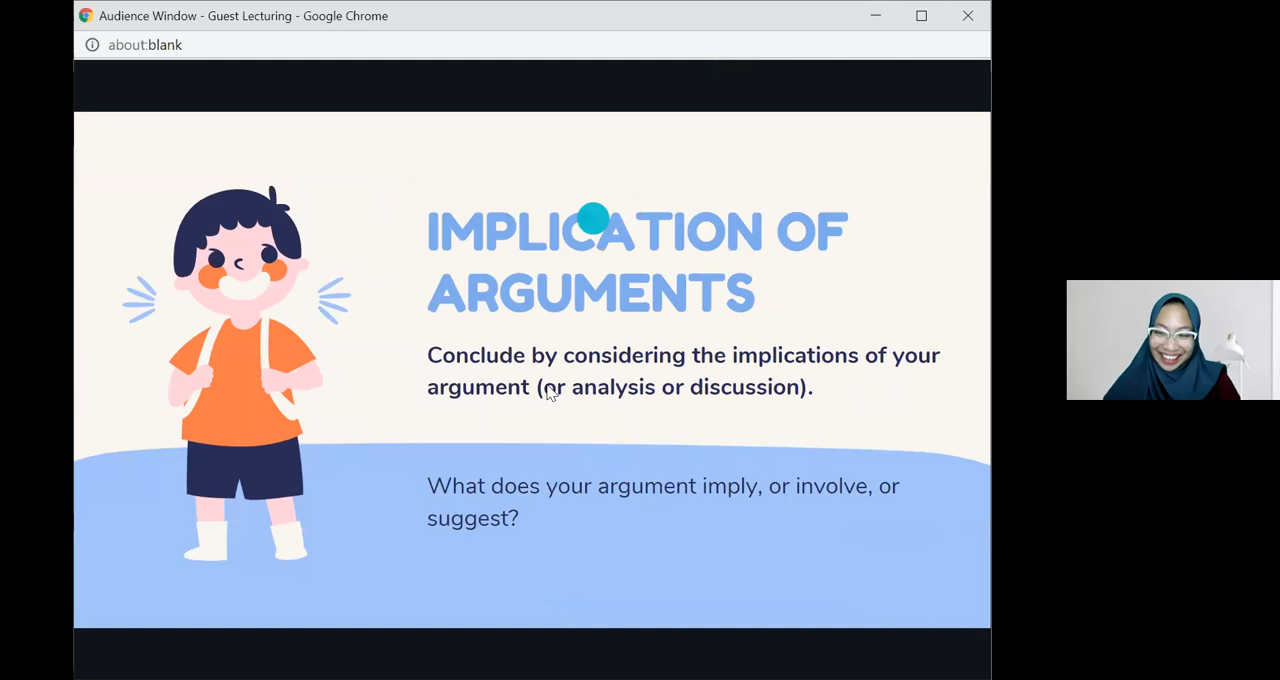 Audience Window - Guest Lecturing - Google Chrome
about:blank
IMPLICATION OF
ARGUMENTS
Conclude by considering the implications of your
argument (or analysis or discussion).
What does your argument imply, or involve, or
suggest?